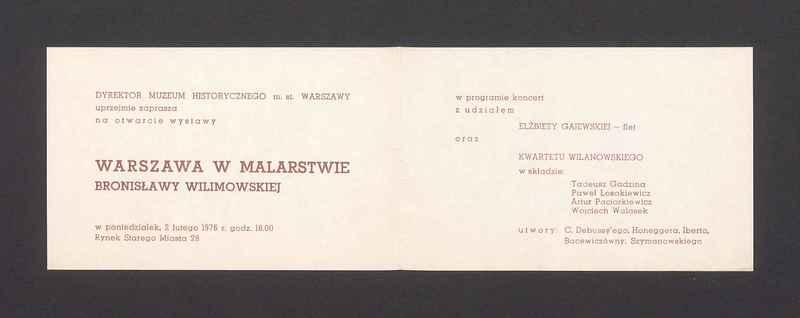 DYREKTOR MUZEUM HISTORYCZNEGO m. st. WARSZAWY
uprzejmie zaprasza
na otwarcie wystawy
WARSZAWA W MALARSTWIE
BRONISŁAWY WILIMOWSKIEJ
w poniedziałek, 2 lutego 1976 r. godz. 18.00
Rynek Starego Miasta 28
w programie koncert
z udziałem
ELŻBIETY GAJEWSKIEJ — flet
oraz
KWARTETU WILANOWSKIEGO
w składzie:
Tadeusz Gadzina
Paweł Łosakiewicz
Artur Paciorkiewicz
Wojciech Walasek
utwory: C. Debussy'ego, Honeggera, Iberta,
Bacewiczówny, Szymanowskiego